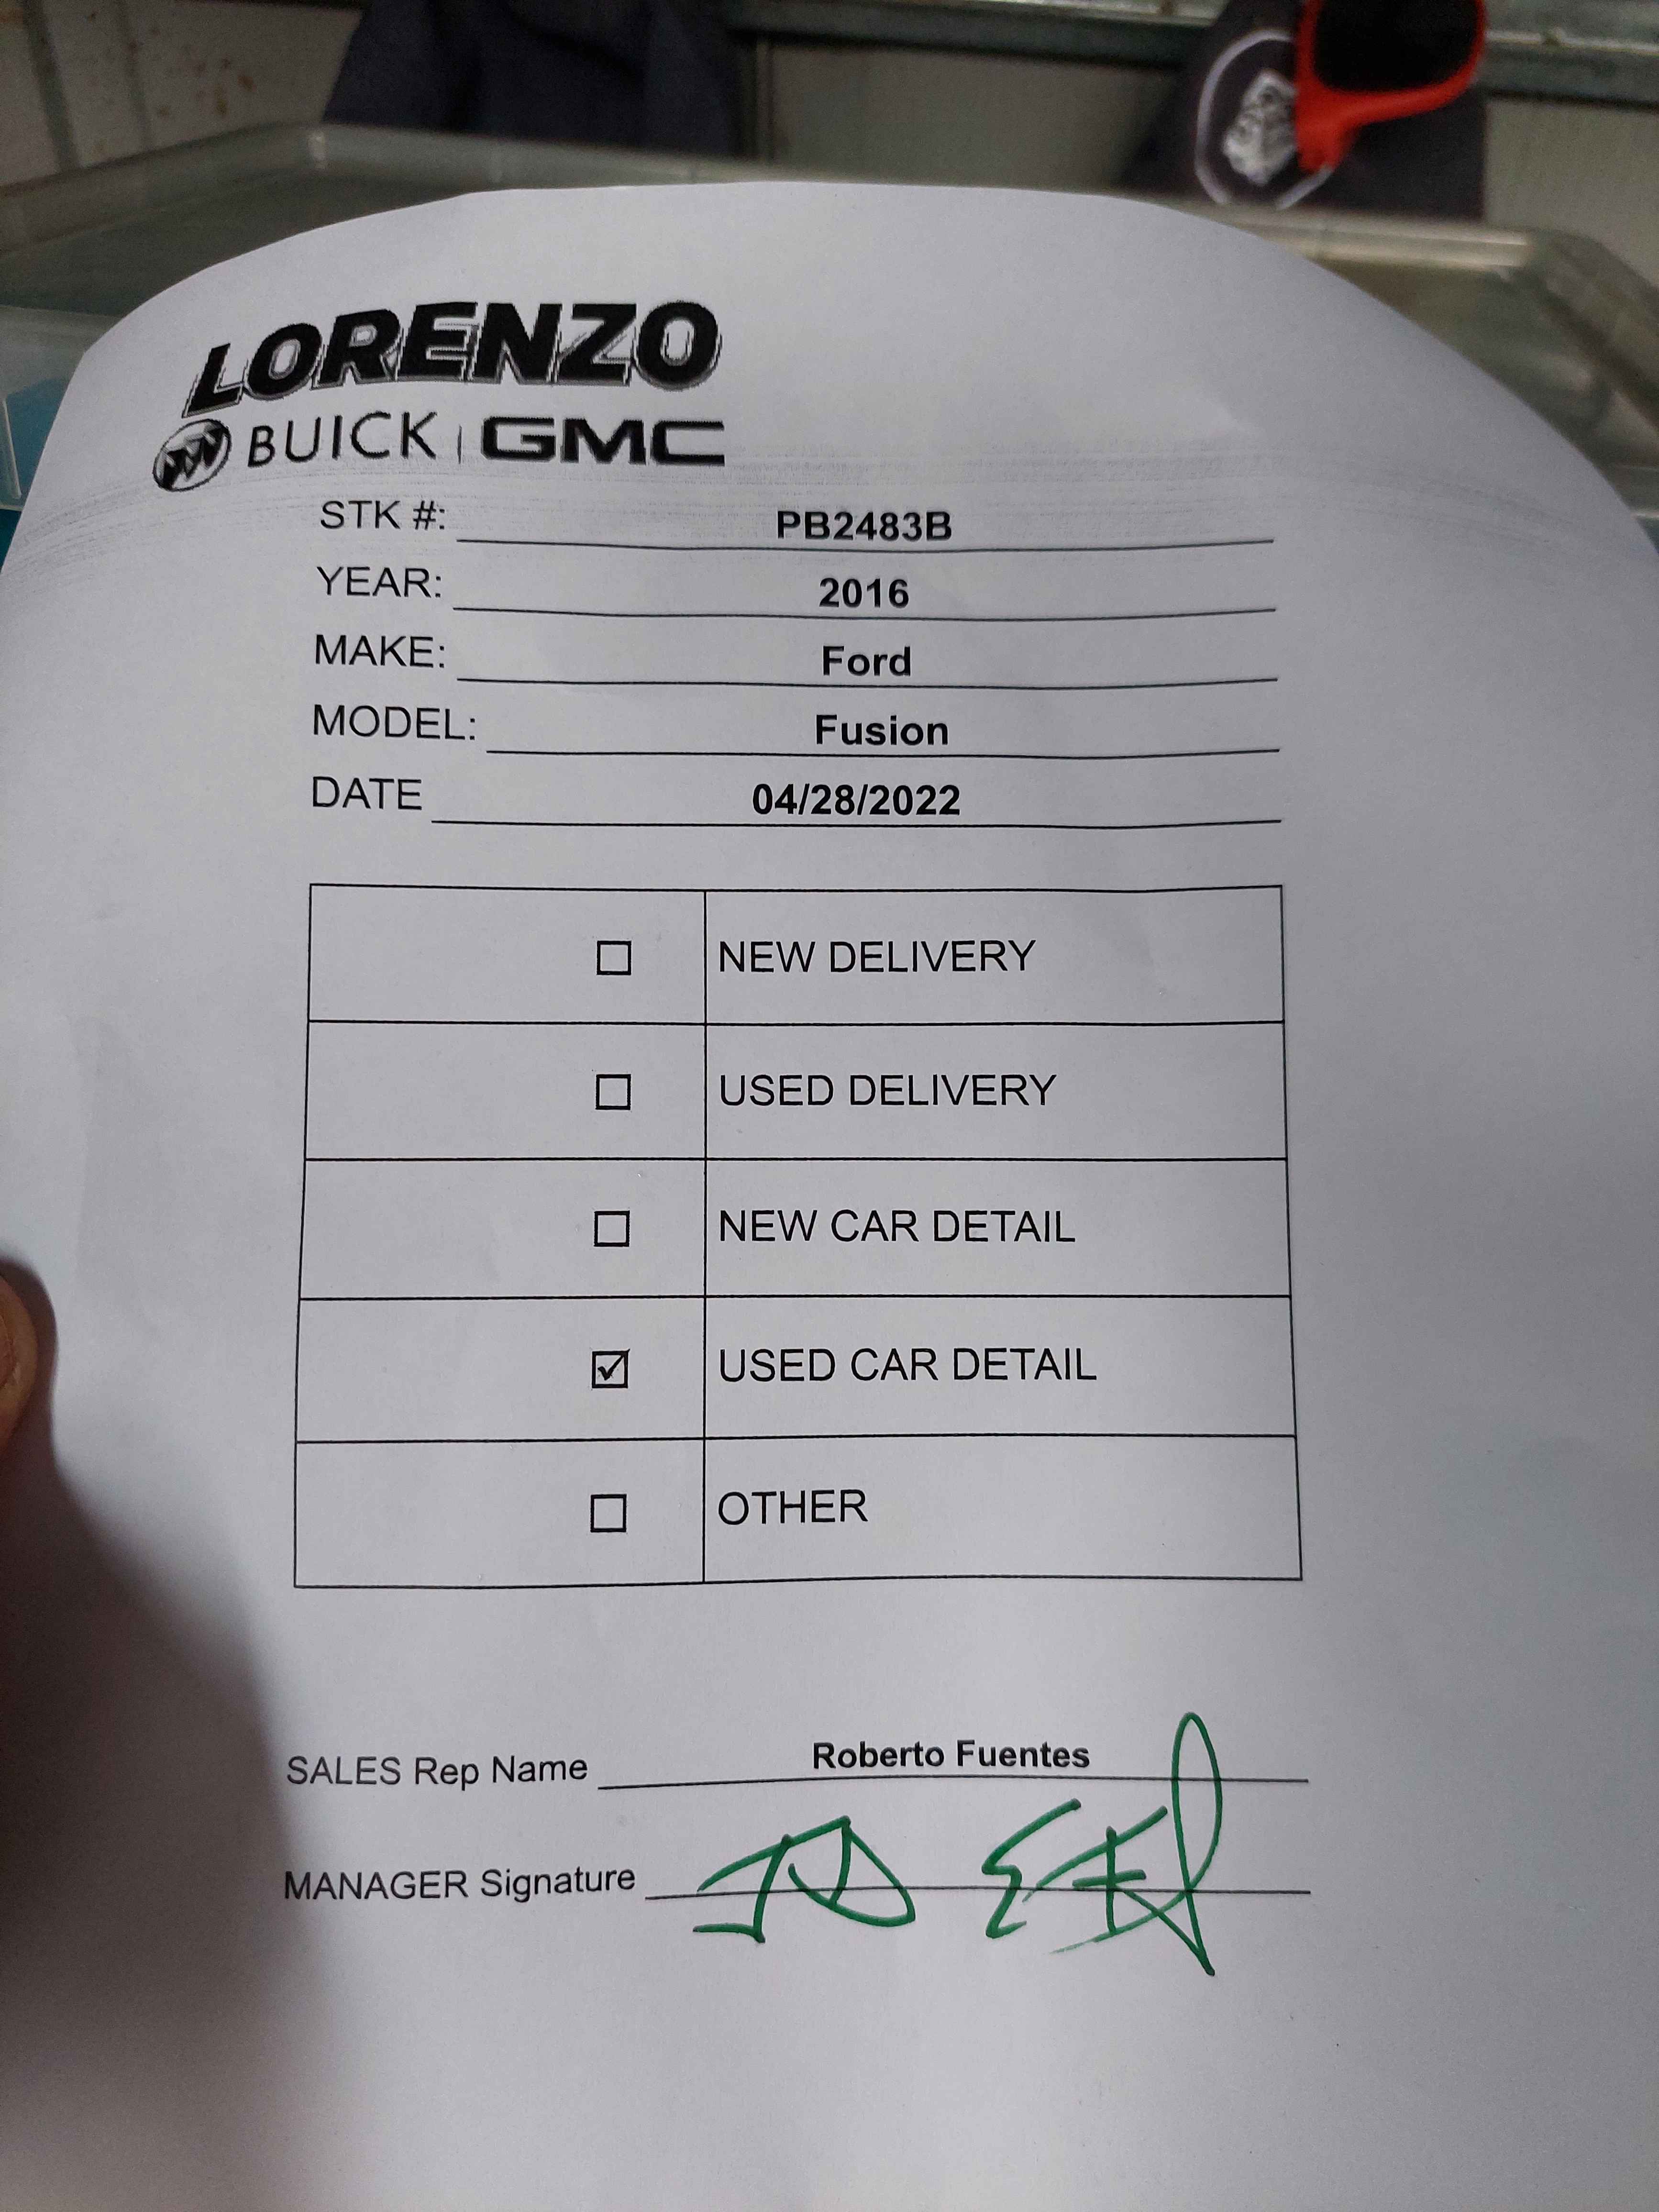 LORENZO
BUICK | GMC
STK #: PB2483B
YEAR: 2016
MAKE: Ford
MODEL: Fusion
DATE 04/28/2022
☐ NEW DELIVERY
☐ USED DELIVERY
☐ NEW CAR DETAIL
☑ USED CAR DETAIL
☐ OTHER
SALES Rep Name Roberto Fuentes
MANAGER Signature